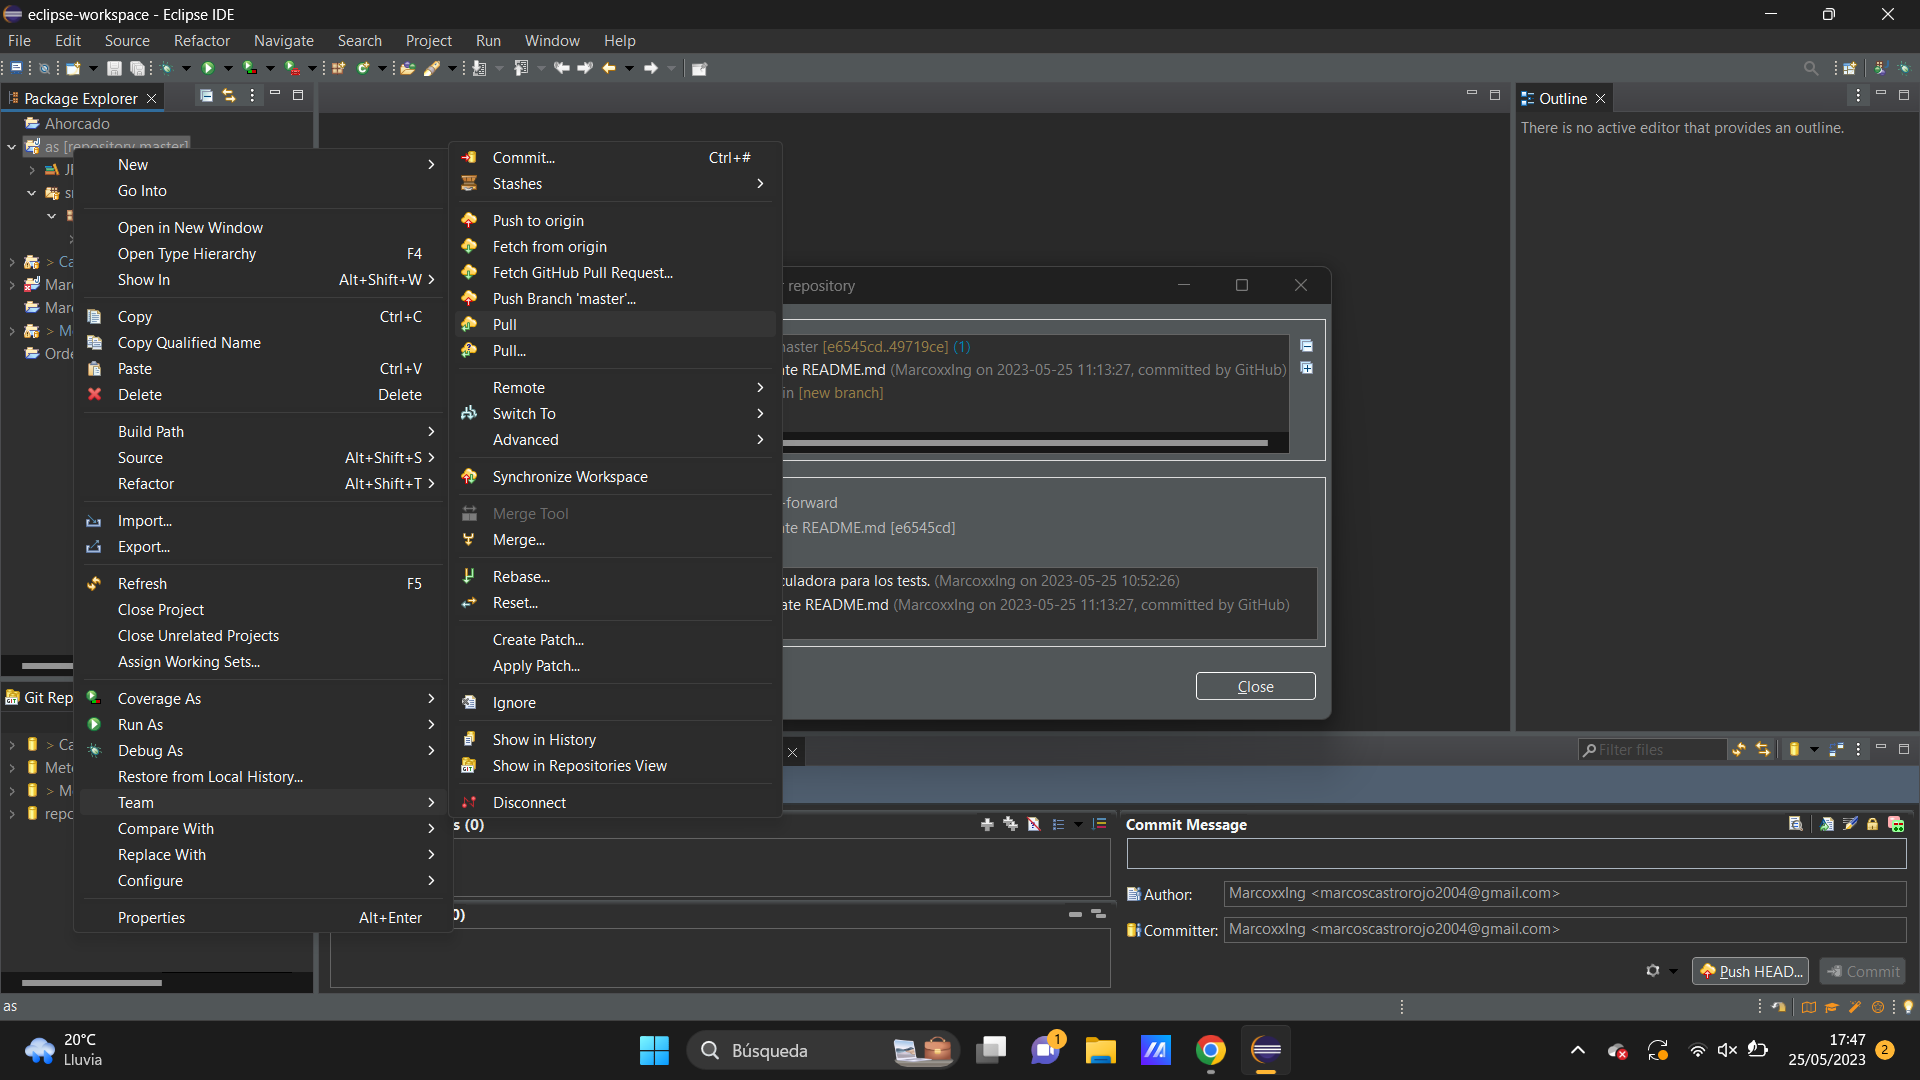 eclipse-workspace - Eclipse IDE
File Edit Source Refactor Navigate Search Project Run Window Help
Package Explorer
Outline
Ahorcado
There is no active editor that provides an outline.
as [repository master]
New
Go Into
Open in New Window
Open Type Hierarchy F4
Show In Alt+Shift+W
Copy Ctrl+C
Copy Qualified Name
Paste Ctrl+V
Delete Delete
Build Path
Source Alt+Shift+S
Refactor Alt+Shift+T
Import...
Export...
Refresh F5
Close Project
Close Unrelated Projects
Assign Working Sets...
Coverage As
Run As
Debug As
Restore from Local History...
Team
Compare With
Replace With
Configure
Properties Alt+Enter
Commit... Ctrl+#
Stashes
Push to origin
Fetch from origin
Fetch GitHub Pull Request...
Push Branch 'master'...
Pull
Pull...
Remote
Switch To
Advanced
Synchronize Workspace
Merge Tool
Merge...
Rebase...
Reset...
Create Patch...
Apply Patch...
Ignore
Show in History
Show in Repositories View
Disconnect
repository
aster [e6545cd..49719ce] (1)
te README.md (MarcoxxIng on 2023-05-25 11:13:27, committed by GitHub)
in [new branch]
-forward
te README.md [e6545cd]
culadora para los tests. (MarcoxxIng on 2023-05-25 10:52:26)
ate README.md (MarcoxxIng on 2023-05-25 11:13:27, committed by GitHub)
Close
> Ca
Mar
Mar
> M
Orde
Git Rep
> Ca
Mete
> M
repo
Filter files
s (0)
0)
Commit Message
Author: MarcoxxIng <marcoscastrorojo2004@gmail.com>
Committer: MarcoxxIng <marcoscastrorojo2004@gmail.com>
Push HEAD...
Commit
as
20°C
Lluvia
Búsqueda
1
17:47
25/05/2023
2